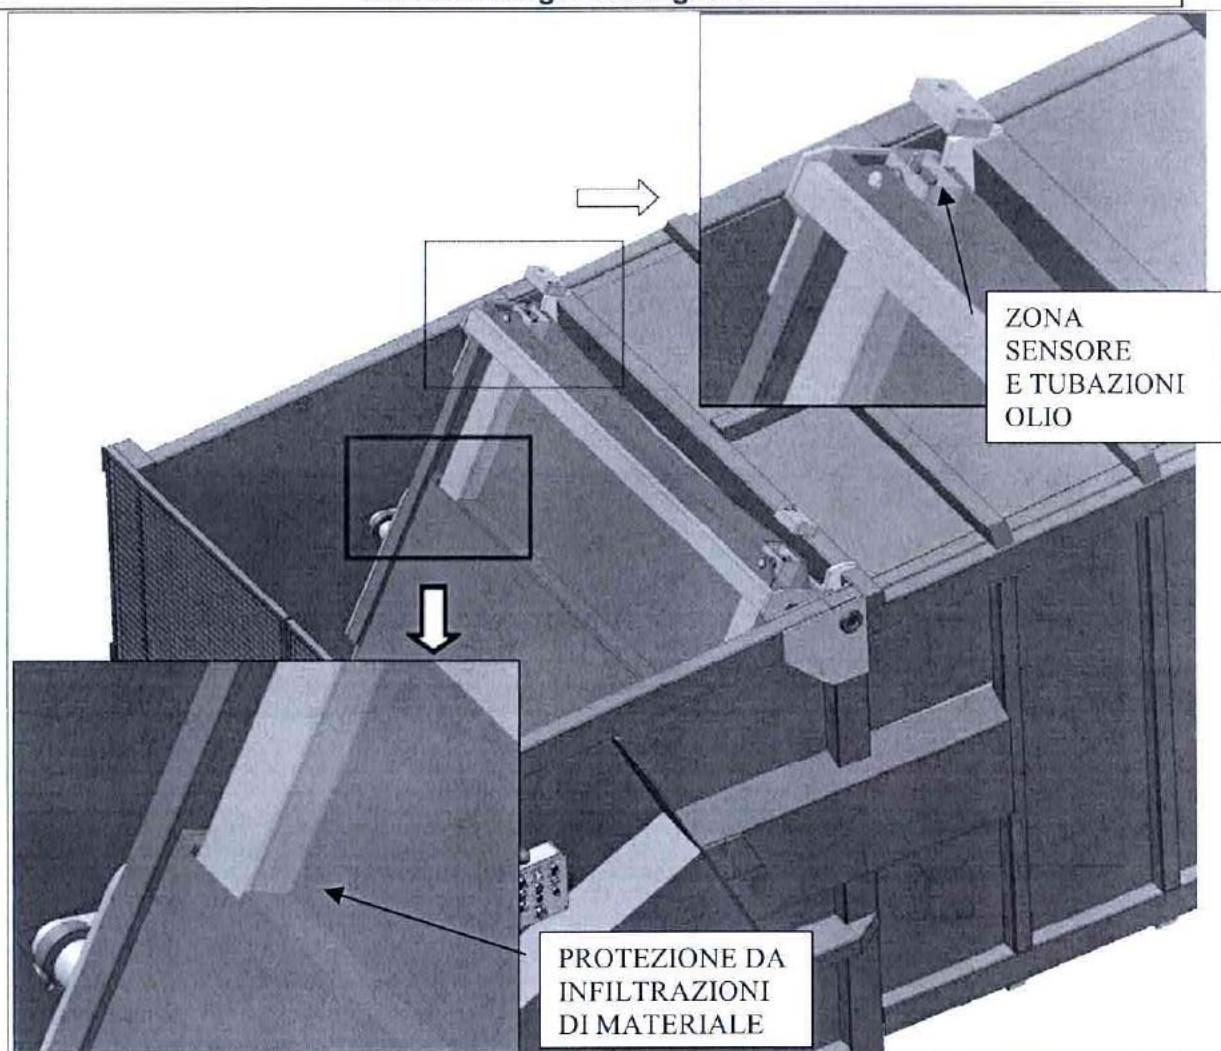 ZONA
SENSORE
E TUBAZIONI
OLIO
PROTEZIONE DA
INFILTRAZIONI
DI MATERIALE